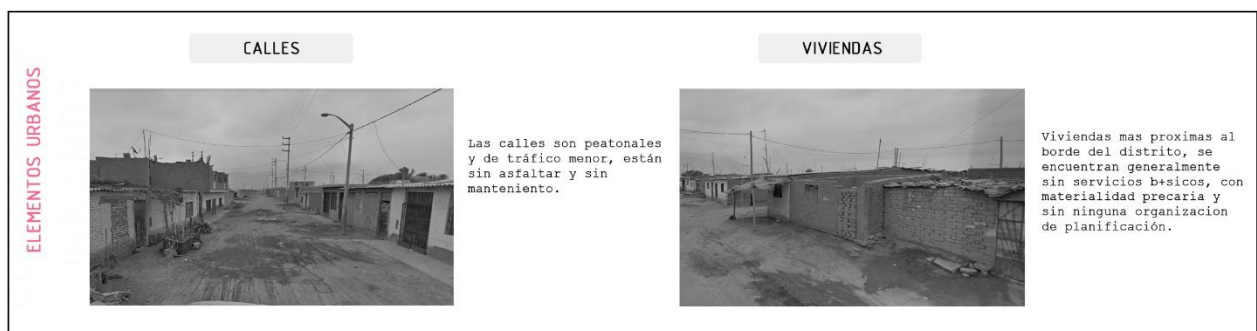 ELEMENTOS URBANOS
CALLES
Las calles son peatonales
y de tráfico menor, están
sin asfaltar y sin
manteniento.
VIVIENDAS
Viviendas mas proximas al
borde del distrito, se
encuentran generalmente
sin servicios b+sicos, con
materialidad precaria y
sin ninguna organizacion
de planificación.